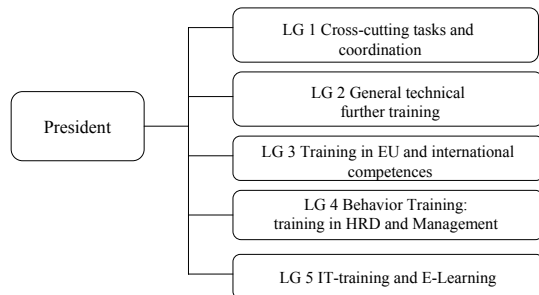 LG 1 Cross-cutting tasks and
coordination
LG 2 General technical
further training
President
LG 3 Training in EU and international
competences
LG 4 Behavior Training:
training in HRD and Management
LG 5 IT-training and E-Learning